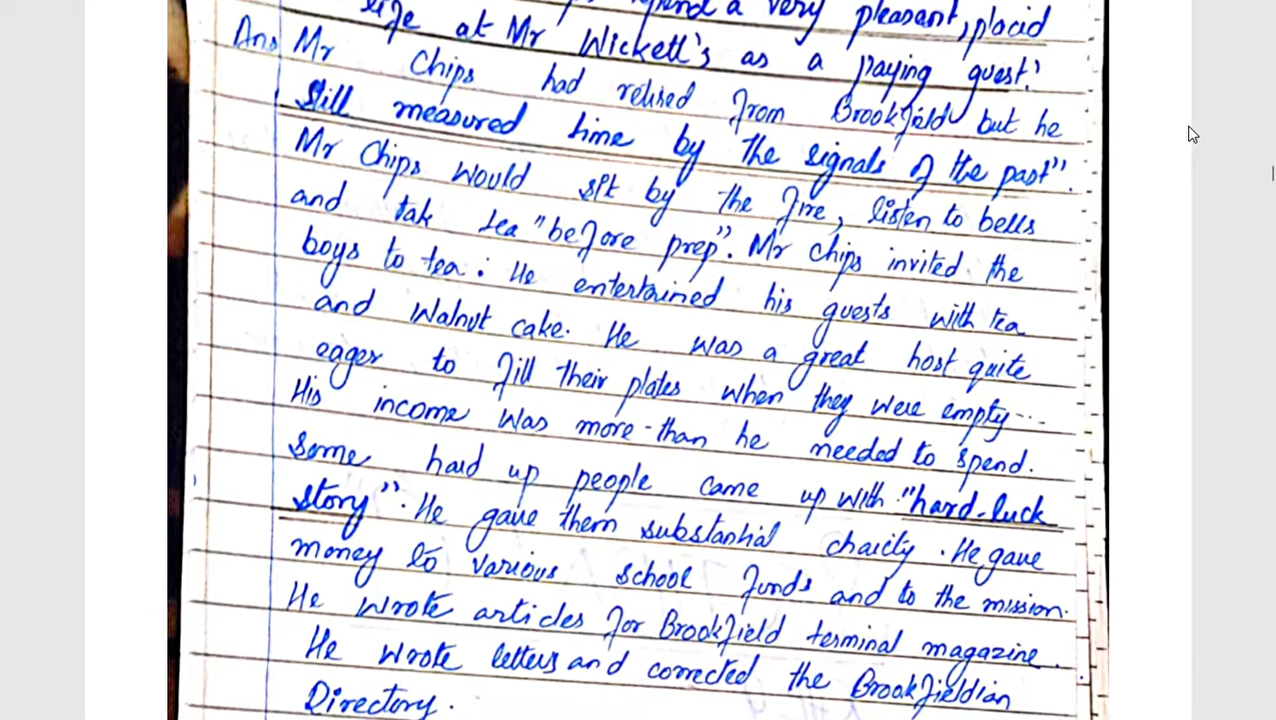 a very pleasant, placid
life at Mr Wickett's as a paying guest?
Ans Mr Chips had retired from Brookfield but he
still measured time by the signals of the past".
Mr Chips would sit by the fire, listen to bells
and tak tea "before prep". Mr chips invited the
boys to tea. He entertained his guests with tea
and walnut cake. He was a great host quite
eager to fill their plates when they were empty...
His income was more than he needed to spend.
Some hard up people came up with "hard-luck
story". He gave them substantial chairty. He gave
money to various school funds and to the mission.
He wrote articles for Brookfield terminal magazine.
He wrote letters and corrected the Brookfieldian
Directory.